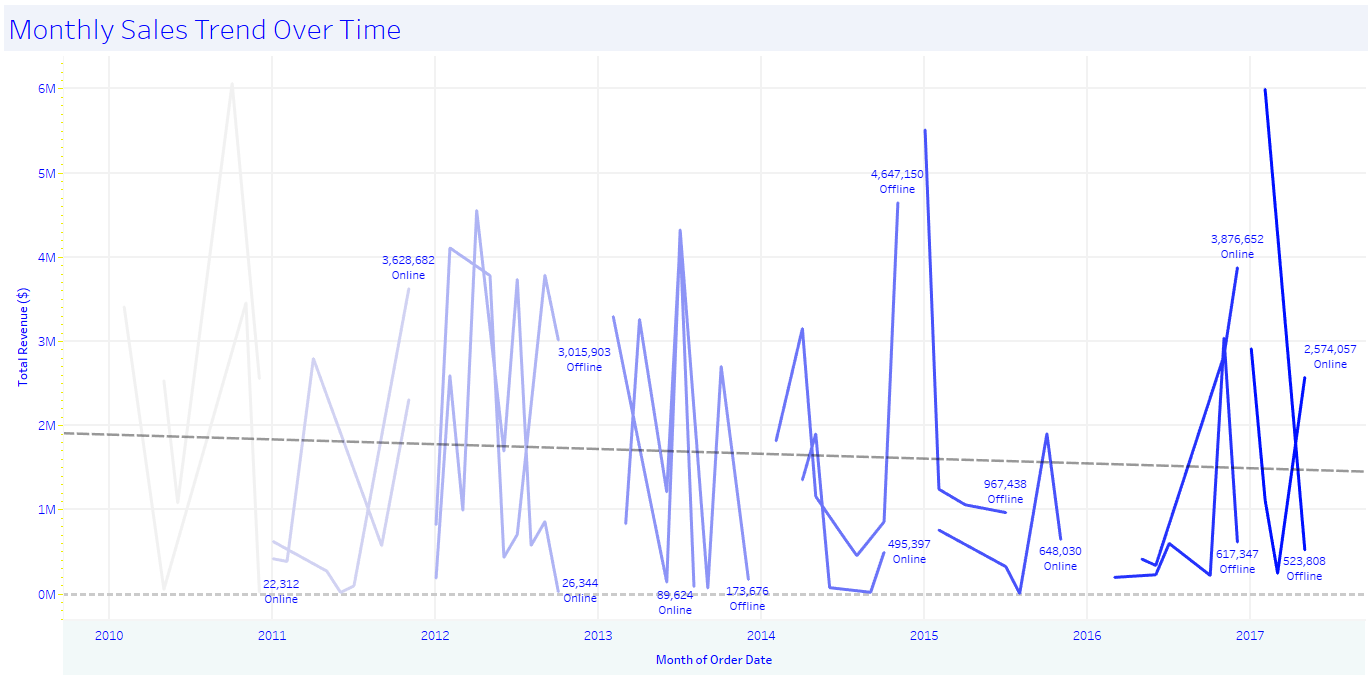 Monthly Sales Trend Over Time
6M
5M
4M
3M
2M
1M
0M
Total Revenue ($)
22,312
Online
3,628,682
Online
3,015,903
Offline
26,344
Online
89,624
Online
173,676
Offline
4,647,150
Offline
495,397
Online
967,438
Offline
648,030
Online
3,876,652
Online
617,347
Offline
2,574,057
Online
523,808
Offline
2010
2011
2012
2013
2014
2015
2016
2017
Month of Order Date